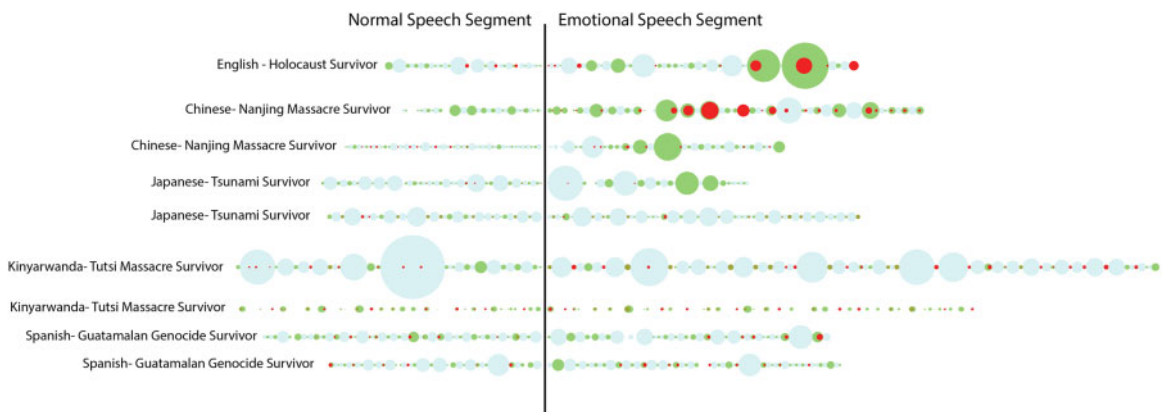 Normal Speech Segment
Emotional Speech Segment
English - Holocaust Survivor
Chinese- Nanjing Massacre Survivor
Chinese- Nanjing Massacre Survivor
Japanese- Tsunami Survivor
Japanese- Tsunami Survivor
Kinyarwanda- Tutsi Massacre Survivor
Kinyarwanda- Tutsi Massacre Survivor
Spanish- Guatamalan Genocide Survivor
Spanish- Guatamalan Genocide Survivor